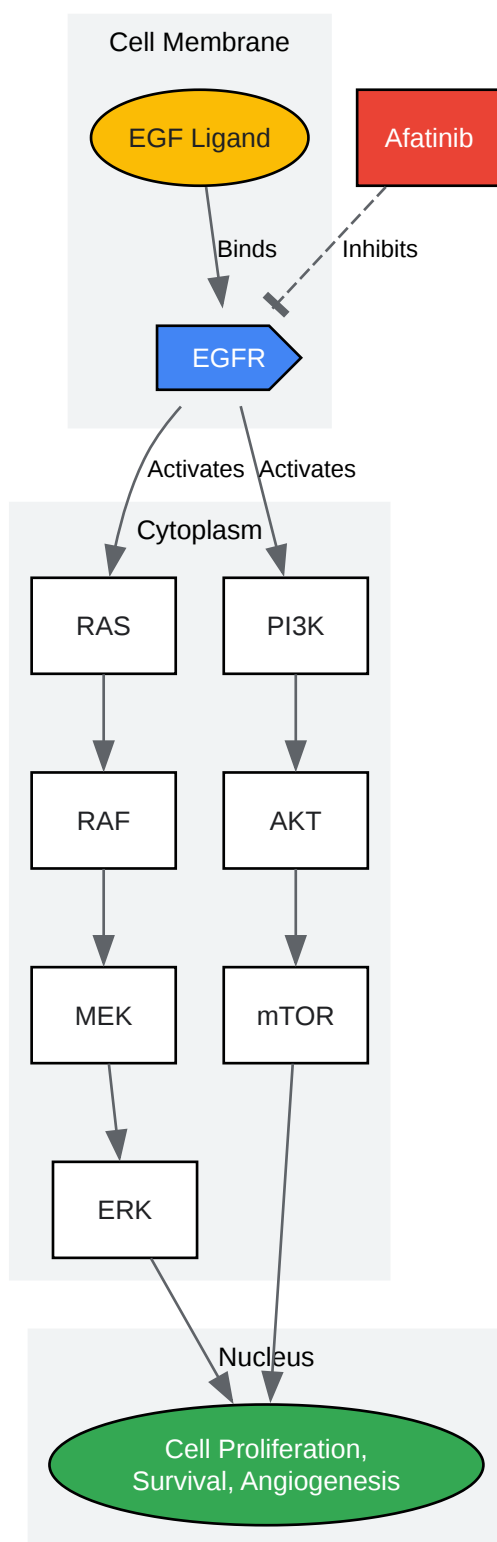 Cell Membrane
EGF Ligand
Afatinib
Binds
Inhibits
EGFR
Activates
Activates
Cytoplasm
RAS
PI3K
RAF
AKT
MEK
mTOR
ERK
Nucleus
Cell Proliferation,
Survival, Angiogenesis